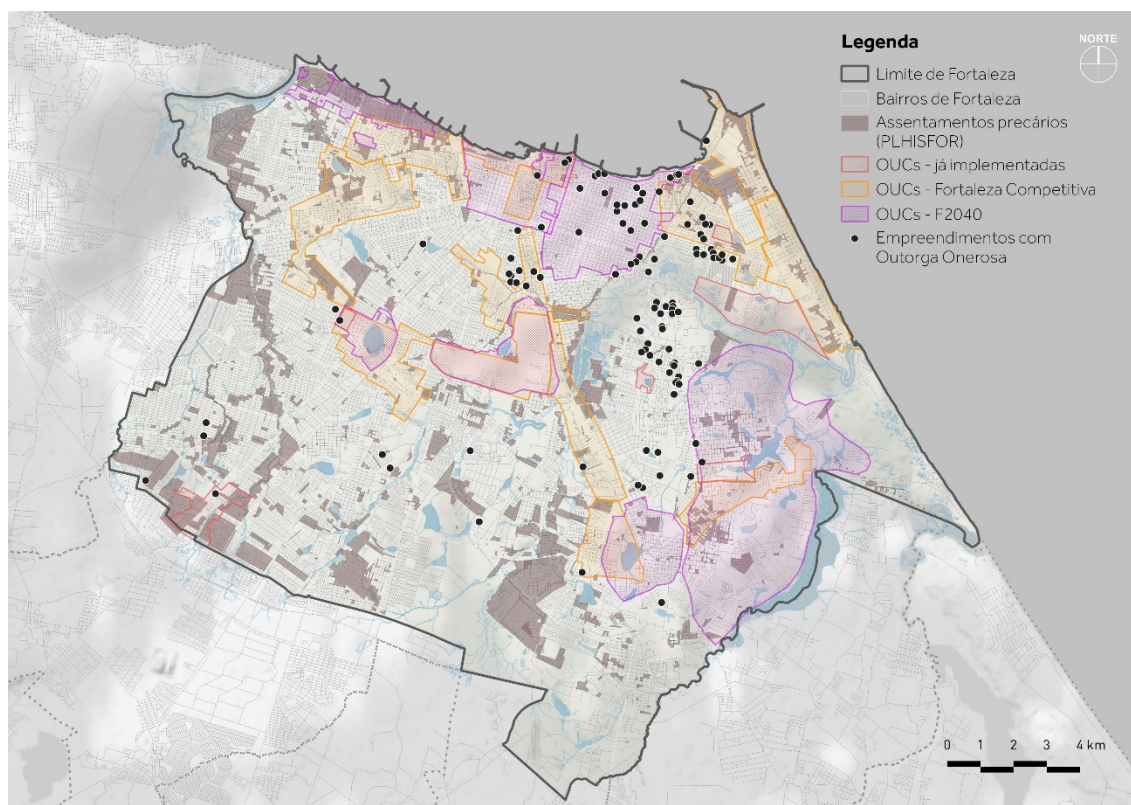 Legenda
NORTE
Limite de Fortaleza
Bairros de Fortaleza
Assentamentos precários
(PLHISFOR)
OUCs - já implementadas
OUCs - Fortaleza Competitiva
OUCs - F2040
Empreendimentos com
Outorga Onerosa
0 1 2 3 4 km